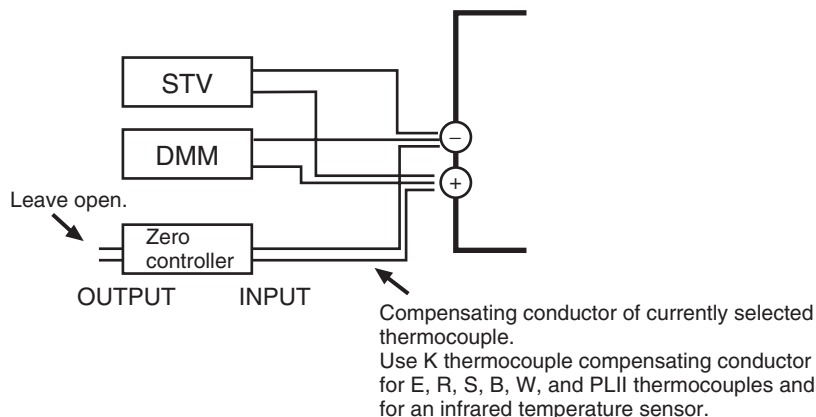 STV
DMM
−
+
Leave open.
Zero
controller
OUTPUT INPUT
Compensating conductor of currently selected
thermocouple.
Use K thermocouple compensating conductor
for E, R, S, B, W, and PLII thermocouples and
for an infrared temperature sensor.